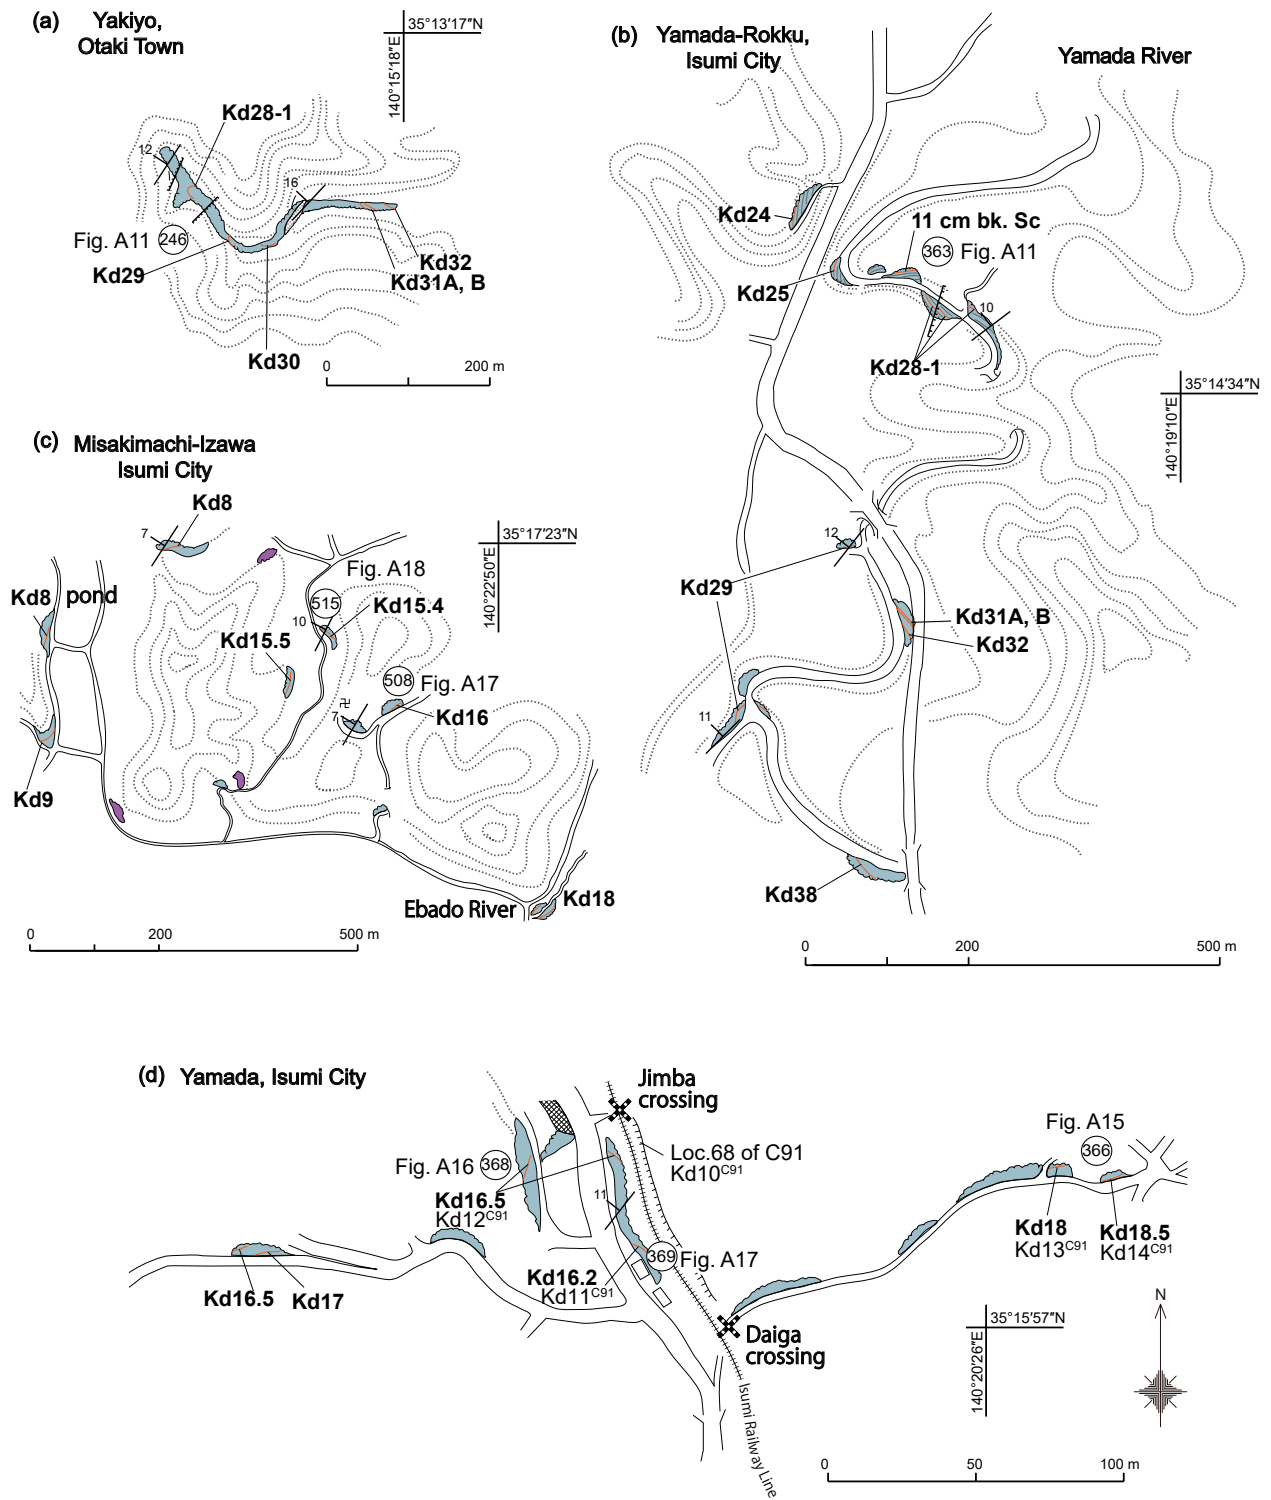 (a) Yakiyo,
Otaki Town
35°13′17″N
140°15′18″E
Kd28-1
12
16
Fig. A11 246
Kd29
Kd32
Kd31A, B
Kd30
0 200 m
(b) Yamada-Rokku,
Isumi City
Yamada River
Kd24
11 cm bk. Sc
363 Fig. A11
Kd25
10
Kd28-1
35°14′34″N
140°19′10″E
12
Kd29
Kd31A, B
Kd32
11
Kd38
0 200 500 m
(c) Misakimachi-Izawa
Isumi City
Kd8
7
35°17′23″N
140°22′50″E
Fig. A18
Kd8 pond
515
10
Kd15.4
Kd15.5
508 Fig. A17
卍
7
Kd16
Kd9
Ebado River
Kd18
0 200 500 m
(d) Yamada, Isumi City
Jimba
crossing
Fig. A15
366
Loc.68 of C91
Kd10C91
Fig. A16 368
Kd16.5
Kd12C91
11
Kd18
Kd13C91
Kd18.5
Kd14C91
369 Fig. A17
Kd16.2
Kd11C91
Kd16.5 Kd17
Daiga
crossing
Isumi Railway Line
35°15′57″N
140°20′26″E
N
0 50 100 m